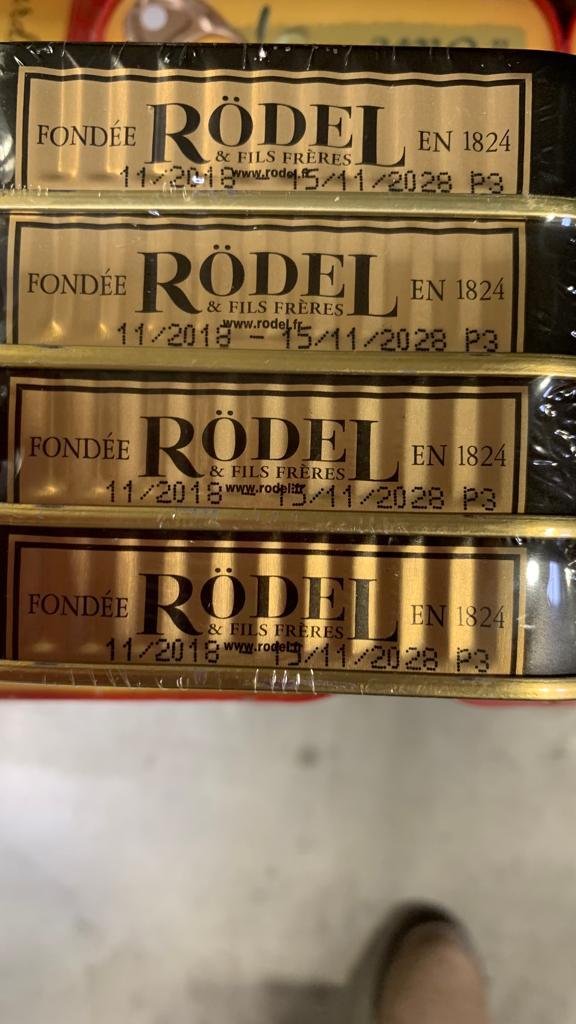 FONDÉE RÖDEL EN 1824
& FILS FRÈRES
www.rodel.fr
11/2018 - 15/11/2028 P3
FONDÉE RÖDEL EN 1824
& FILS FRÈRES
www.rodel.fr
11/2018 - 15/11/2028 P3
FONDÉE RÖDEL EN 1824
& FILS FRÈRES
www.rodel.fr
11/2018 - 15/11/2028 P3
FONDÉE RÖDEL EN 1824
& FILS FRÈRES
www.rodel.fr
11/2018 - 15/11/2028 P3